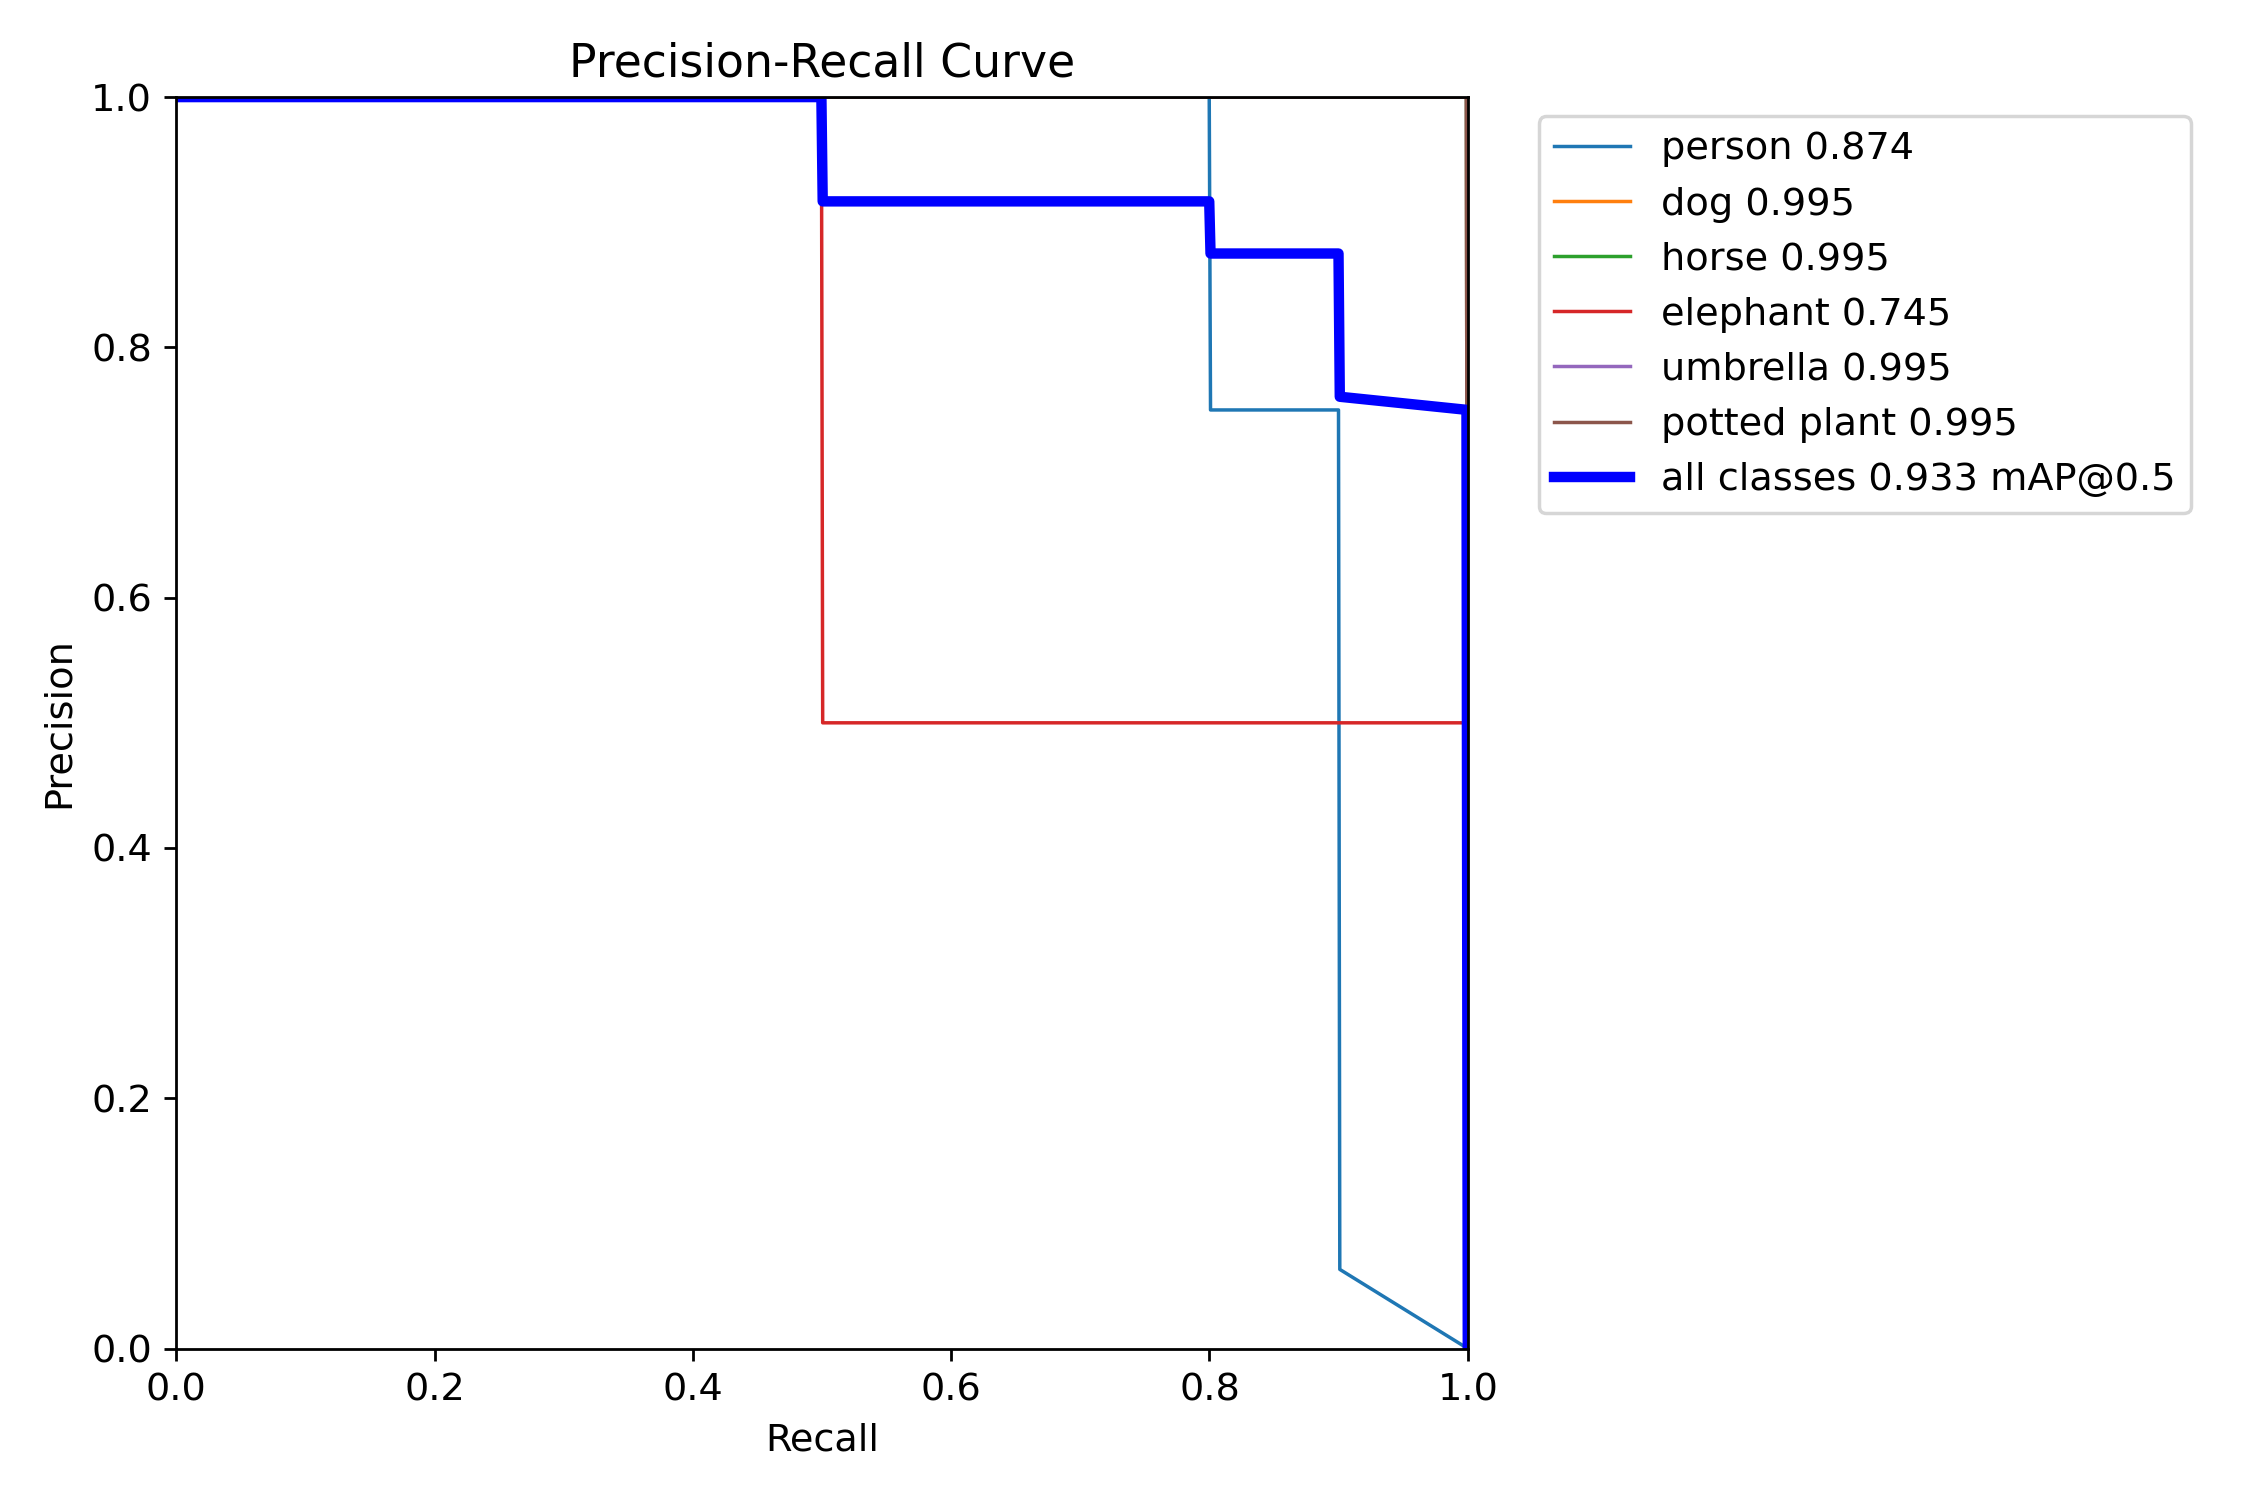 Precision-Recall Curve
1.0
0.8
0.6
0.4
0.2
0.0
Precision
0.0 0.2 0.4 0.6 0.8 1.0
Recall
person 0.874
dog 0.995
horse 0.995
elephant 0.745
umbrella 0.995
potted plant 0.995
all classes 0.933 mAP@0.5